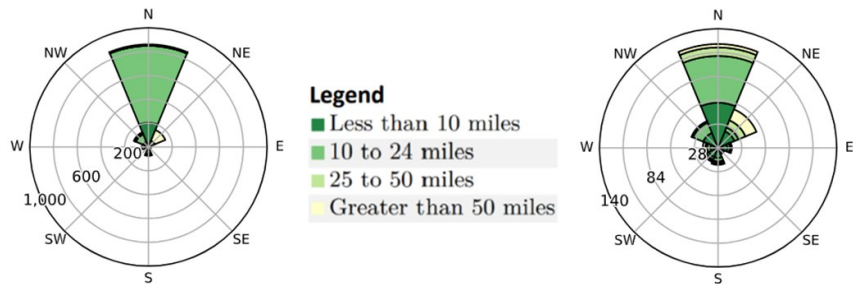 N
NW
NE
W
E
200
600
1,000
SW
SE
S
Legend
Less than 10 miles
10 to 24 miles
25 to 50 miles
Greater than 50 miles
N
NW
NE
W
E
28
84
140
SW
SE
S